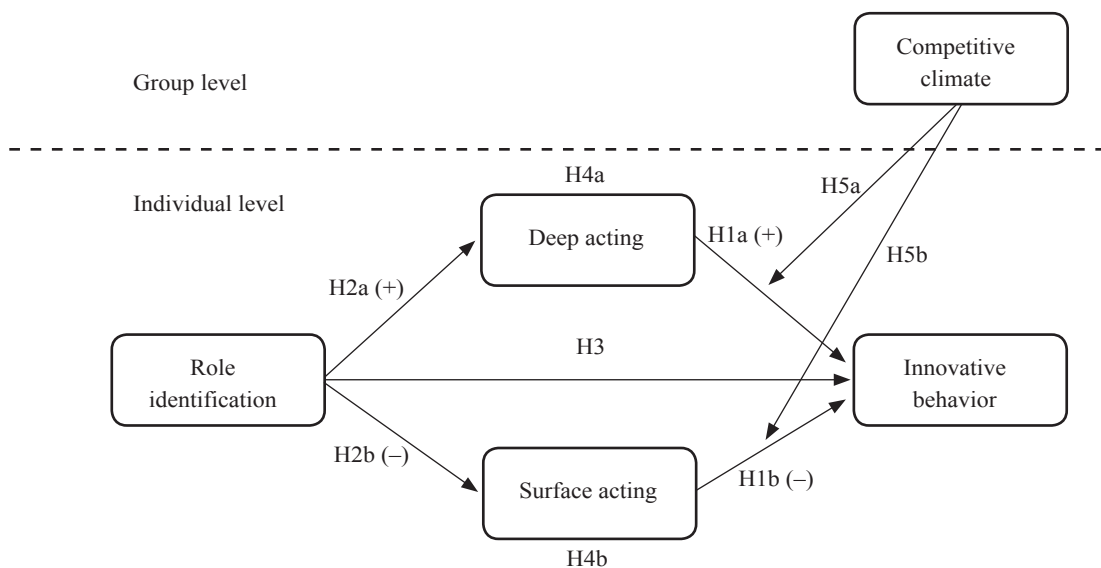 Competitive
climate
Group level
H4a
H5a
Individual level
Deep acting
H1a (+)
H5b
H2a (+)
H3
Role
identification
Innovative
behavior
H2b (–)
Surface acting
H1b (–)
H4b